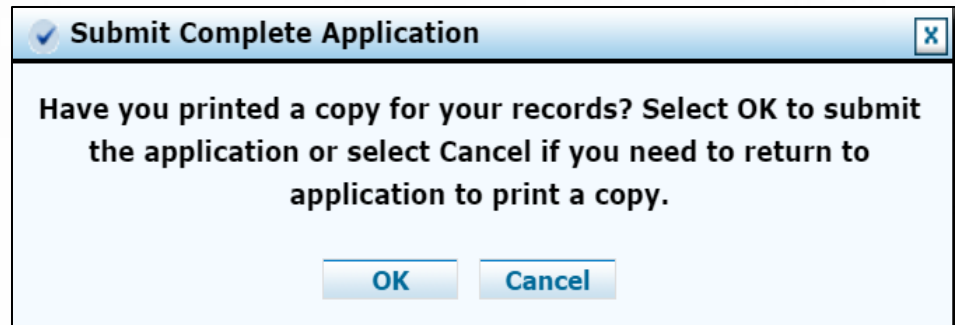 Submit Complete Application
X
Have you printed a copy for your records? Select OK to submit
the application or select Cancel if you need to return to
application to print a copy.
OK Cancel